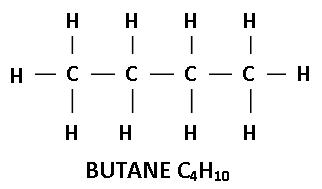 H H H H
H — C — C — C — C — H
H H H H
BUTANE C₄H₁₀